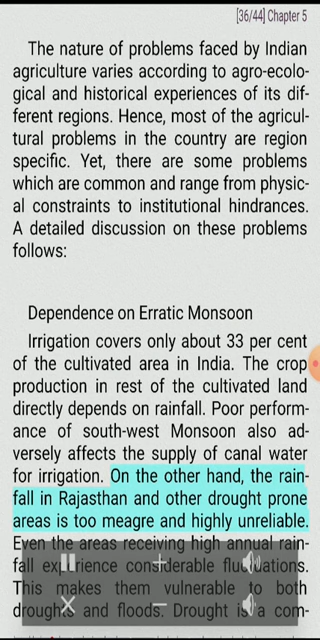 [36/44] Chapter 5
The nature of problems faced by Indian
agriculture varies according to agro-ecolo-
gical and historical experiences of its dif-
ferent regions. Hence, most of the agricul-
tural problems in the country are region
specific. Yet, there are some problems
which are common and range from physic-
al constraints to institutional hindrances.
A detailed discussion on these problems
follows:
Dependence on Erratic Monsoon
Irrigation covers only about 33 per cent
of the cultivated area in India. The crop
production in rest of the cultivated land
directly depends on rainfall. Poor perform-
ance of south-west Monsoon also ad-
versely affects the supply of canal water
for irrigation. On the other hand, the rain-
fall in Rajasthan and other drought prone
areas is too meagre and highly unreliable.
Even the areas receiving high annual rain-
fall experience considerable fluctuations.
This makes them vulnerable to both
droughts and floods. Drought is a com-